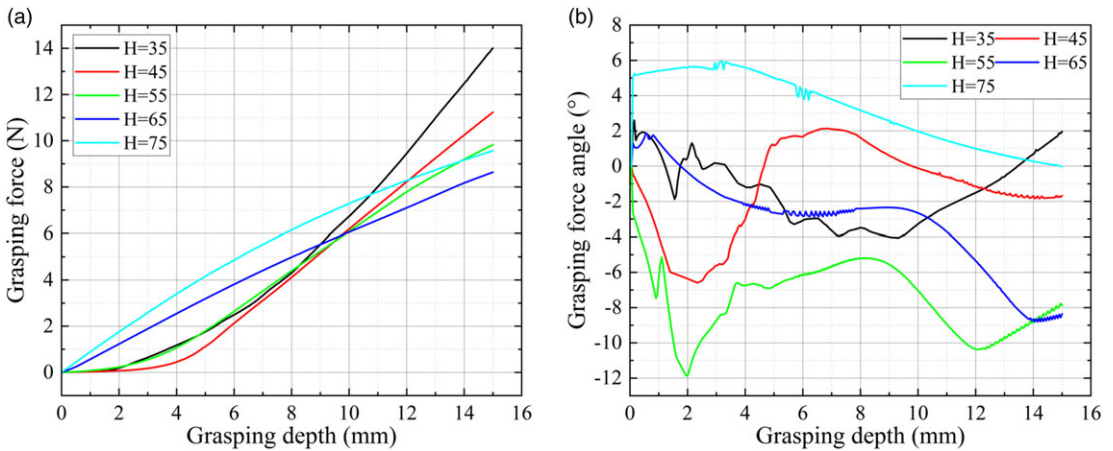 (a)
14
12
10
8
6
4
2
0
Grasping force (N)
H=35
H=45
H=55
H=65
H=75
0 2 4 6 8 10 12 14 16
Grasping depth (mm)
(b)
8
6
4
2
0
-2
-4
-6
-8
-10
-12
Grasping force angle (°)
H=35 H=45
H=55 H=65
H=75
0 2 4 6 8 10 12 14 16
Grasping depth (mm)